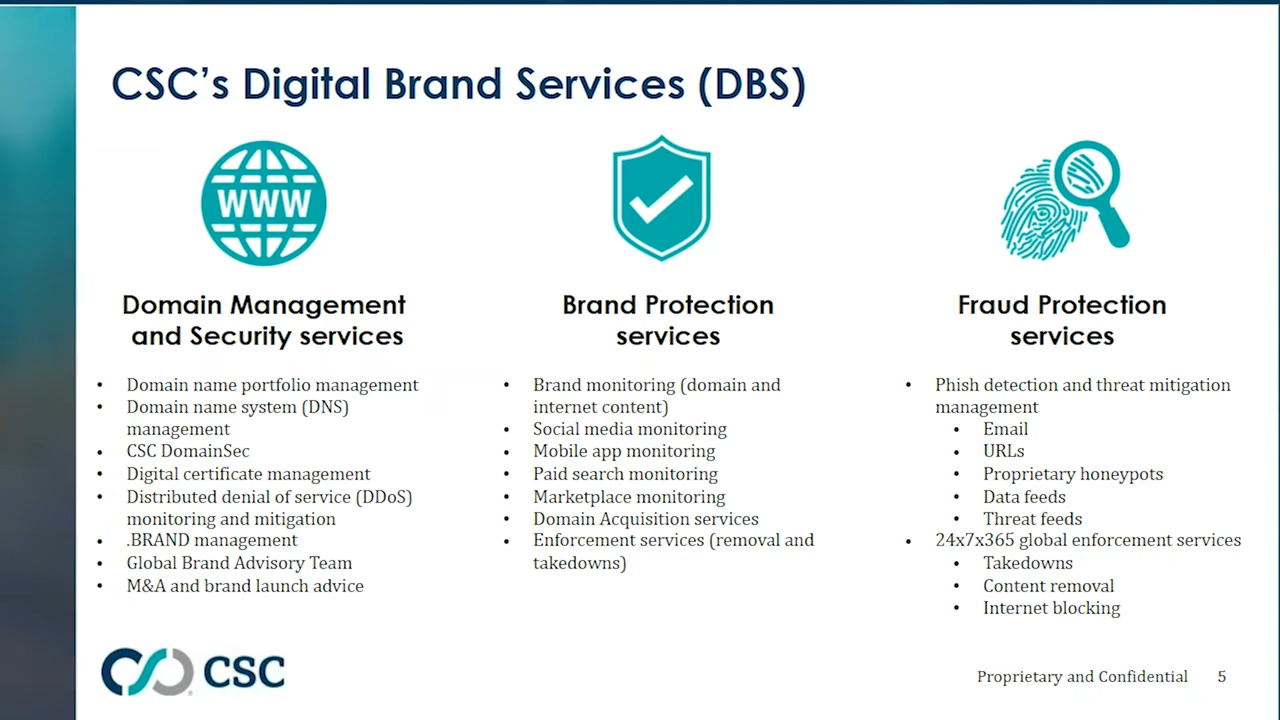 CSC's Digital Brand Services (DBS)
WWW
Domain Management
and Security services
• Domain name portfolio management
• Domain name system (DNS)
management
• CSC DomainSec
• Digital certificate management
• Distributed denial of service (DDoS)
monitoring and mitigation
• .BRAND management
• Global Brand Advisory Team
• M&A and brand launch advice
Brand Protection
services
• Brand monitoring (domain and
internet content)
• Social media monitoring
• Mobile app monitoring
• Paid search monitoring
• Marketplace monitoring
• Domain Acquisition services
• Enforcement services (removal and
takedowns)
Fraud Protection
services
• Phish detection and threat mitigation
management
• Email
• URLs
• Proprietary honeypots
• Data feeds
• Threat feeds
• 24x7x365 global enforcement services
• Takedowns
• Content removal
• Internet blocking
CSC
Proprietary and Confidential 5